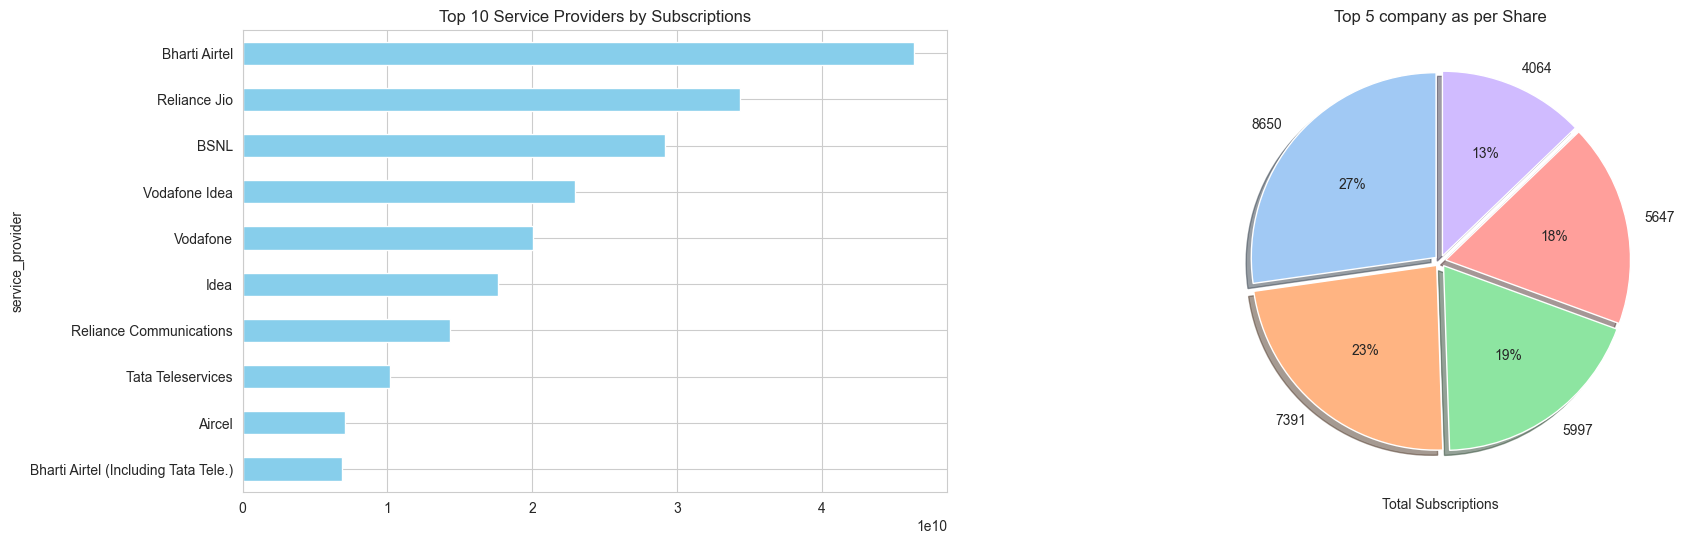 Top 10 Service Providers by Subscriptions
service_provider
Bharti Airtel
Reliance Jio
BSNL
Vodafone Idea
Vodafone
Idea
Reliance Communications
Tata Teleservices
Aircel
Bharti Airtel (Including Tata Tele.)
0 1 2 3 4
1e10
Top 5 company as per Share
4064
8650
13%
27%
5647
18%
23%
19%
7391
5997
Total Subscriptions